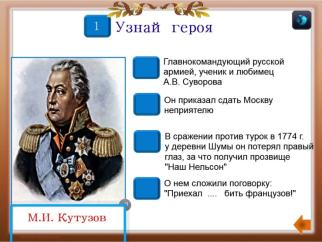 1
Узнай героя
Главнокомандующий русской
армией, ученик и любимец
А.В. Суворова
Он приказал сдать Москву
неприятелю
В сражении против турок в 1774 г.
у деревни Шумы он потерял правый
глаз, за что получил прозвище
"Наш Нельсон"
О нем сложили поговорку:
"Приехал .... бить французов!"
М.И. Кутузов